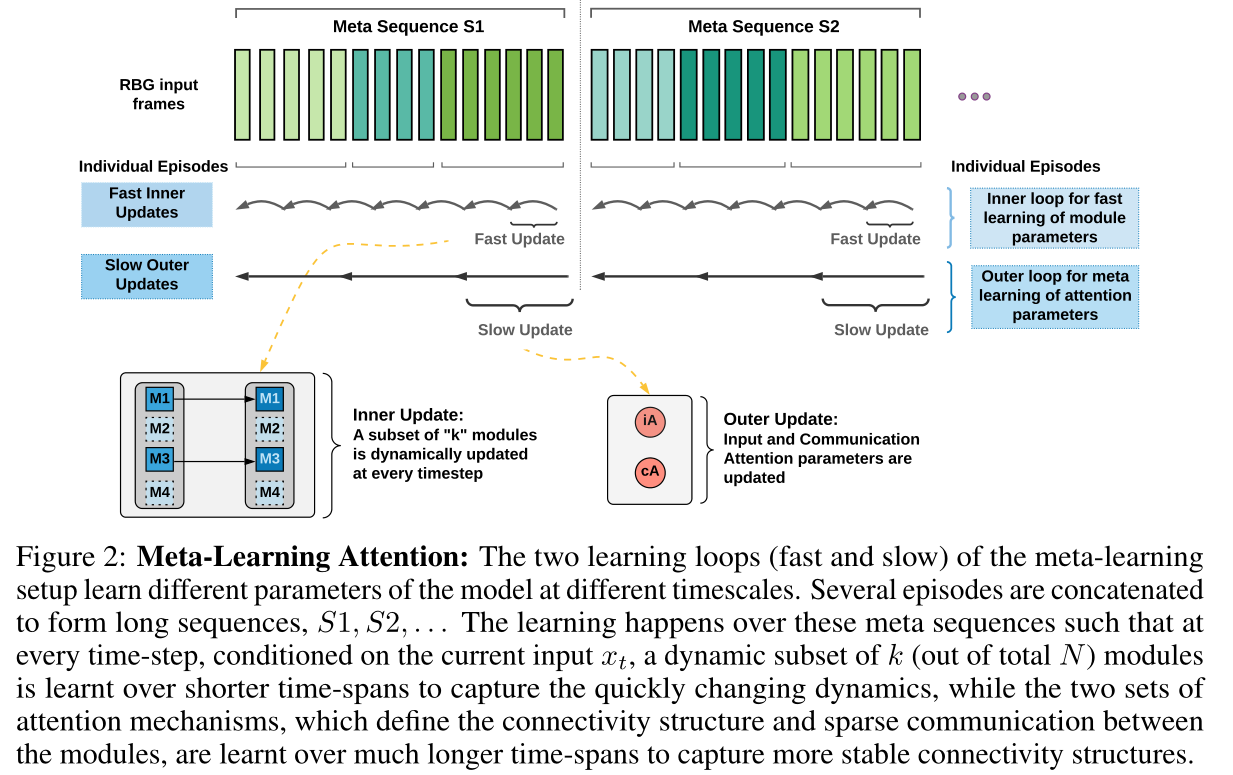 Meta Sequence S1
Meta Sequence S2
RBG input
frames
Individual Episodes
Individual Episodes
Fast Inner
Updates
Inner loop for fast
learning of module
parameters
Fast Update
Fast Update
Slow Outer
Updates
Outer loop for meta
learning of attention
parameters
Slow Update
Slow Update
M1
M1
M2
M2
M3
M3
M4
M4
Inner Update:
A subset of "k" modules
is dynamically updated
at every timestep
iA
cA
Outer Update:
Input and Communication
Attention parameters are
updated
Figure 2: Meta-Learning Attention: The two learning loops (fast and slow) of the meta-learning
setup learn different parameters of the model at different timescales. Several episodes are concatenated
to form long sequences, S1, S2, . . . The learning happens over these meta sequences such that at
every time-step, conditioned on the current input xₜ, a dynamic subset of k (out of total N) modules
is learnt over shorter time-spans to capture the quickly changing dynamics, while the two sets of
attention mechanisms, which define the connectivity structure and sparse communication between
the modules, are learnt over much longer time-spans to capture more stable connectivity structures.